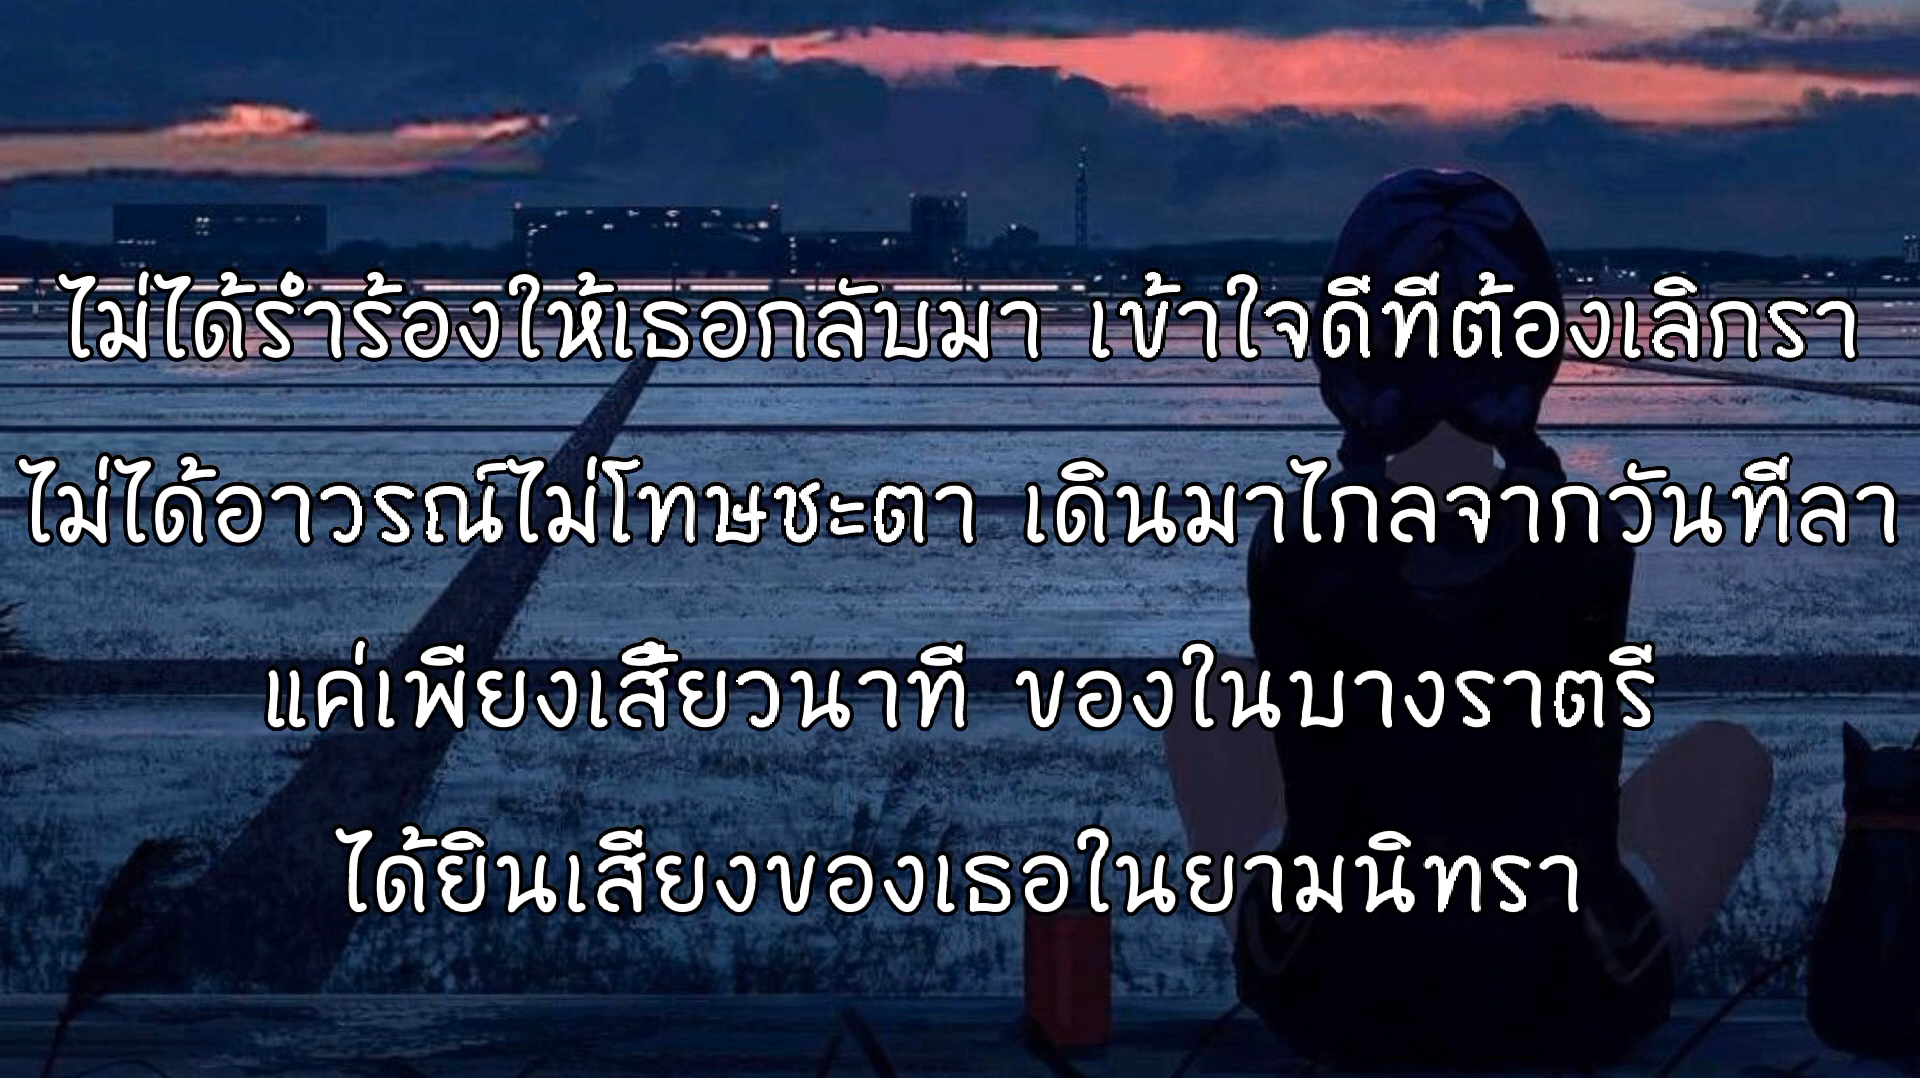 ไม่ได้ร่ำร้องให้เธอกลับมา เข้าใจดีที่ต้องเลิกรา
ไม่ได้อาวรณ์ไม่โทษชะตา เดินมาไกลจากวันที่ลา
แค่เพียงเสี้ยวนาที ของในบางราตรี
ได้ยินเสียงของเธอในยามนิทรา